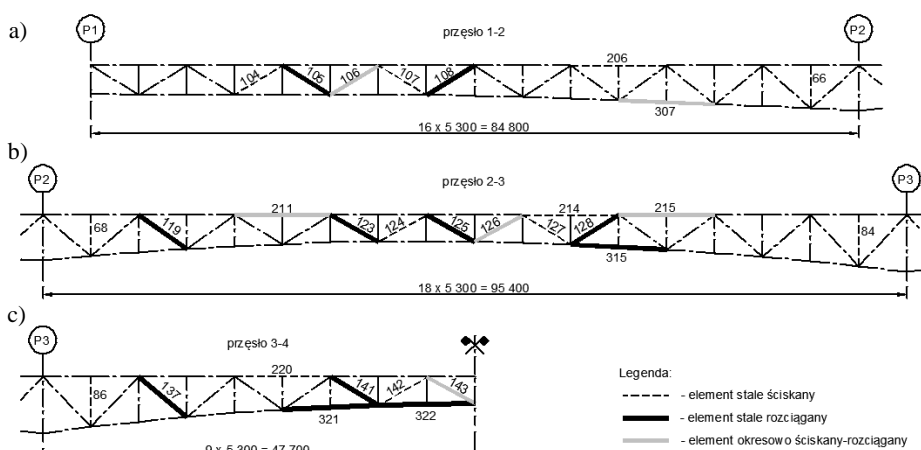 a)
P1
przęsło 1-2
P2
104
105
106
107
108
206
66
307
16 x 5 300 = 84 800
b)
P2
przęsło 2-3
P3
68
119
211
123
124
125
126
127
214
128
215
315
84
18 x 5 300 = 95 400
c)
P3
przęsło 3-4
220
86
137
141
142
143
321
322
9 x 5 300 = 47 700
Legenda:
- element stale ściskany
- element stale rozciągany
- element okresowo ściskany-rozciągany